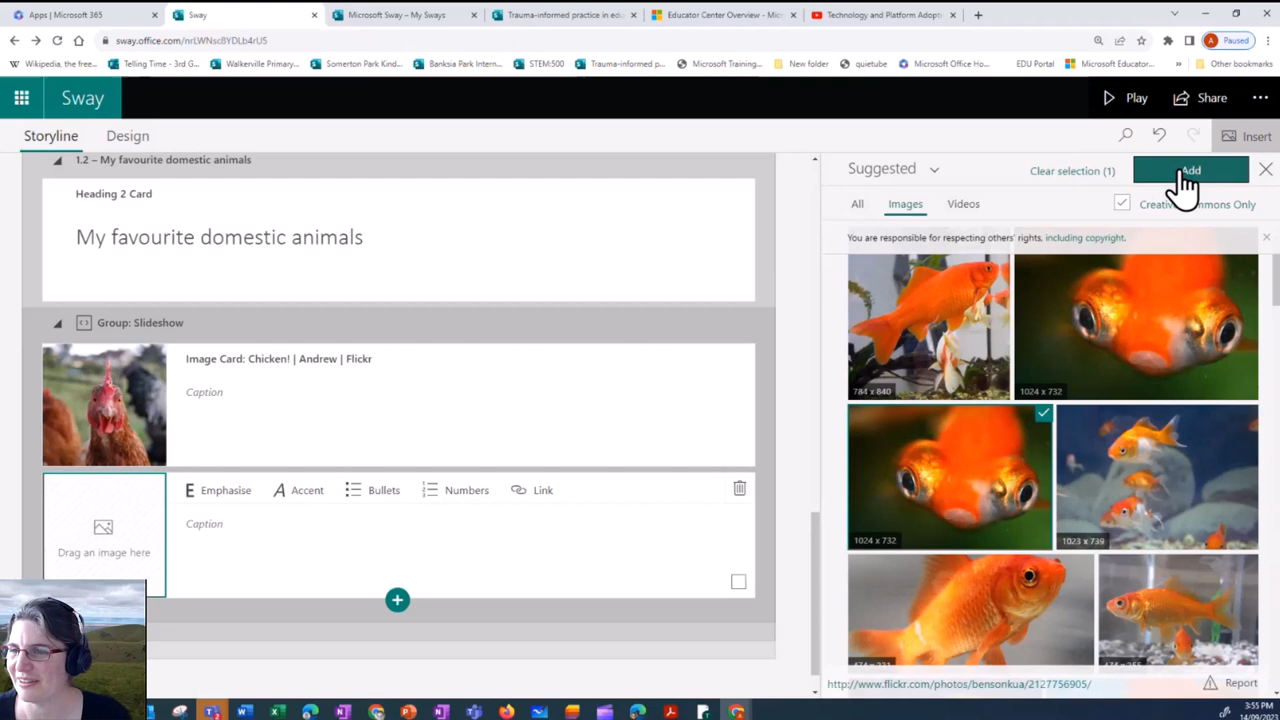 Apps | Microsoft 365
Sway
Microsoft Sway – My Sways
Trauma-informed practice in edu
Educator Center Overview - Micr
Technology and Platform Adopti
sway.office.com/nrLWNsc8YDLb4rU5
Paused
Wikipedia, the free...
Telling Time - 3rd G...
Walkerville Primary...
Somerton Park Kind...
Banksia Park Intern...
STEM:500
Trauma-informed p...
Microsoft Training...
New folder
quietube
Microsoft Office Ho...
EDU Portal
Microsoft Educator...
Other bookmarks
Sway
Play
Share
Storyline
Design
Insert
1.2 – My favourite domestic animals
Heading 2 Card
My favourite domestic animals
Group: Slideshow
Image Card: Chicken! | Andrew | Flickr
Caption
Emphasise
Accent
Bullets
Numbers
Link
Drag an image here
Caption
Suggested
Clear selection (1)
Add
All
Images
Videos
Commons Only
You are responsible for respecting others' rights, including copyright.
784 x 840
1024 x 732
1024 x 732
1023 x 739
http://www.flickr.com/photos/bensonkua/2127756905/
Report
3:55 PM
14/09/2023